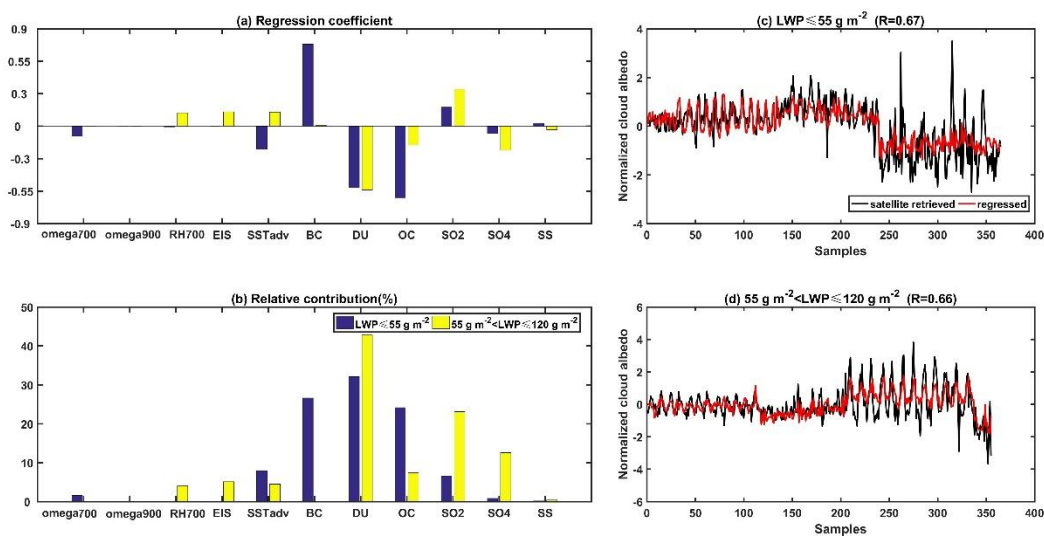 (a) Regression coefficient
0.9
0.55
0.3
0
-0.3
-0.55
-0.9
omega700 omega900 RH700 EIS SSTadv BC DU OC SO2 SO4 SS
(b) Relative contribution(%)
LWP≦55 g m-2 55 g m-2<LWP≦120 g m-2
50
40
30
20
10
0
omega700 omega900 RH700 EIS SSTadv BC DU OC SO2 SO4 SS
(c) LWP≦55 g m-2 (R=0.67)
Normalized cloud albedo
4
2
0
-2
-4
satellite retrieved regressed
0 50 100 150 200 250 300 350 400
Samples
(d) 55 g m-2<LWP≦120 g m-2 (R=0.66)
Normalized cloud albedo
6
4
2
0
-2
-4
-6
0 50 100 150 200 250 300 350 400
Samples